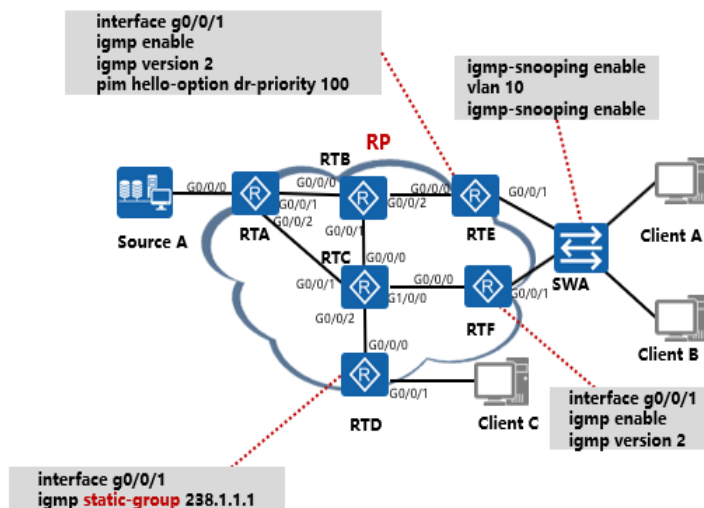 interface g0/0/1
igmp enable
igmp version 2
pim hello-option dr-priority 100
igmp-snooping enable
vlan 10
igmp-snooping enable
RP
RTB
G0/0/0
G0/0/0
G0/0/0
G0/0/1
G0/0/1
G0/0/2
G0/0/2
Source A
RTA
RTE
G0/0/1
Client A
RTC
G0/0/0
SWA
G0/0/1
G0/0/0
G1/0/0
G0/0/1
RTF
G0/0/2
Client B
G0/0/0
G0/0/1
RTD
Client C
interface g0/0/1
igmp enable
igmp version 2
interface g0/0/1
igmp static-group 238.1.1.1
R
R
R
R
R
R